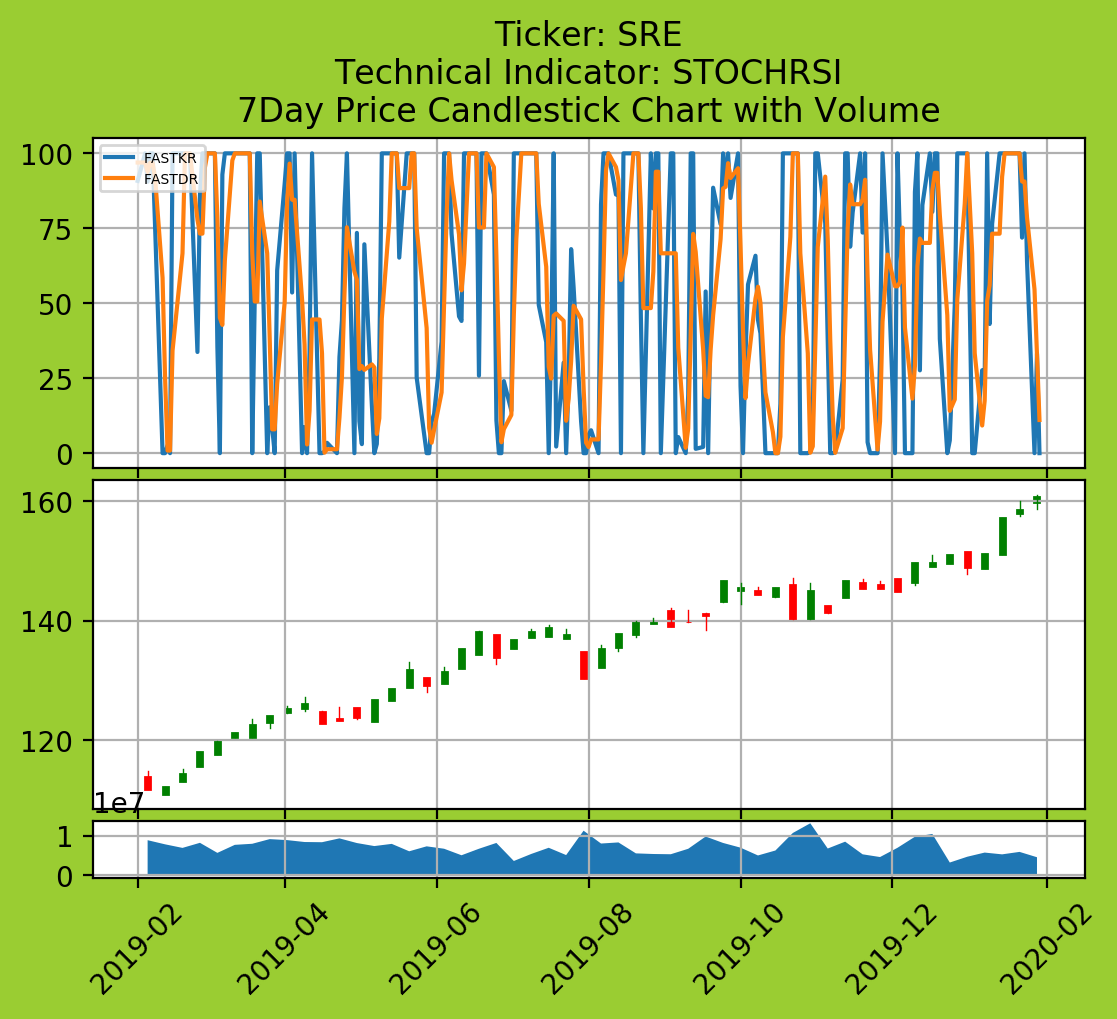 Ticker: SRE
Technical Indicator: STOCHRSI
7Day Price Candlestick Chart with Volume
100
75
50
25
0
FASTKR
FASTDR
160
140
120
1e7
1
0
2019-02
2019-04
2019-06
2019-08
2019-10
2019-12
2020-02